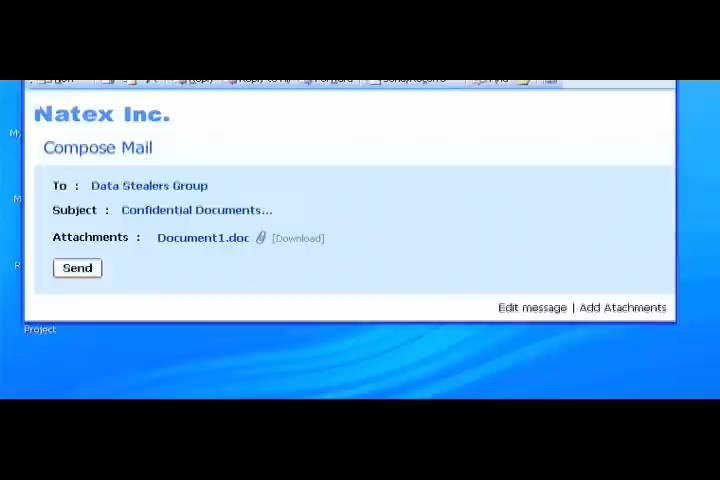 Natex Inc.
Compose Mail
To : Data Stealers Group
Subject : Confidential Documents...
Attachments : Document1.doc [Download]
Send
Edit message | Add Atachments
Project